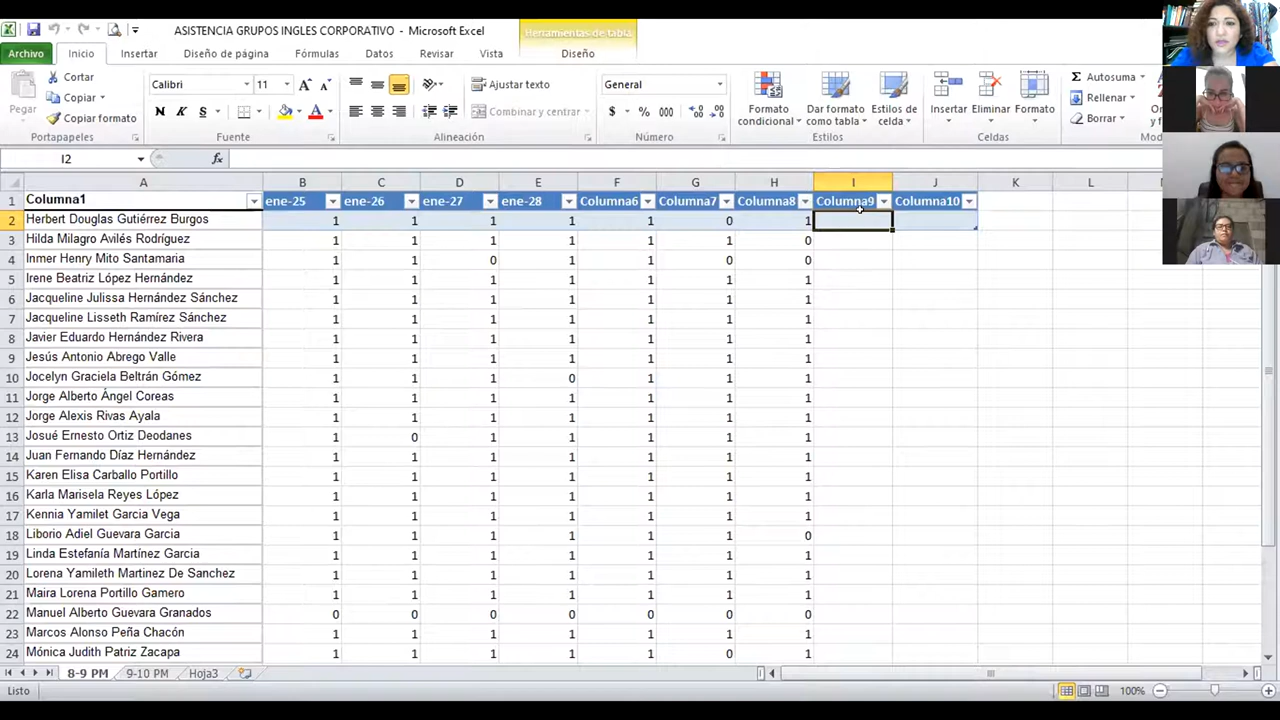 ASISTENCIA GRUPOS INGLES CORPORATIVO - Microsoft Excel
Herramientas de tabla
Archivo Inicio Insertar Diseño de página Fórmulas Datos Revisar Vista Diseño
Cortar
Copiar
Copiar formato
Pegar
Portapapeles
Calibri 11
N K S
Fuente
Ajustar texto
Combinar y centrar
Alineación
General
$ % 000
Número
Formato condicional
Dar formato como tabla
Estilos de celda
Estilos
Insertar Eliminar Formato
Celdas
Autosuma
Rellenar
Borrar
I2 fx
A B C D E F G H I J K L
1 Columna1 ene-25 ene-26 ene-27 ene-28 Columna6 Columna7 Columna8 Columna9 Columna10
2 Herbert Douglas Gutiérrez Burgos 1 1 1 1 1 0 1
3 Hilda Milagro Avilés Rodríguez 1 1 1 1 1 1 0
4 Inmer Henry Mito Santamaria 1 1 0 1 1 0 0
5 Irene Beatriz López Hernández 1 1 1 1 1 1 1
6 Jacqueline Julissa Hernández Sánchez 1 1 1 1 1 1 1
7 Jacqueline Lisseth Ramírez Sánchez 1 1 1 1 1 1 1
8 Javier Eduardo Hernández Rivera 1 1 1 1 1 1 1
9 Jesús Antonio Abrego Valle 1 1 1 1 1 1 1
10 Jocelyn Graciela Beltrán Gómez 1 1 1 0 1 1 1
11 Jorge Alberto Ángel Coreas 1 1 1 1 1 1 1
12 Jorge Alexis Rivas Ayala 1 1 1 1 1 1 1
13 Josué Ernesto Ortiz Deodanes 1 0 1 1 1 1 1
14 Juan Fernando Díaz Hernández 1 1 1 1 1 1 1
15 Karen Elisa Carballo Portillo 1 1 1 1 1 1 1
16 Karla Marisela Reyes López 1 1 1 1 1 1 1
17 Kennia Yamilet Garcia Vega 1 1 1 1 1 1 1
18 Liborio Adiel Guevara Garcia 1 1 1 1 1 1 0
19 Linda Estefanía Martínez Garcia 1 1 1 1 1 1 1
20 Lorena Yamileth Martinez De Sanchez 1 1 1 1 1 1 1
21 Maira Lorena Portillo Gamero 1 1 1 1 1 1 1
22 Manuel Alberto Guevara Granados 0 0 0 0 0 0 0
23 Marcos Alonso Peña Chacón 1 1 1 1 1 1 1
24 Mónica Judith Patriz Zacapa 1 1 1 1 1 0 1
8-9 PM 9-10 PM Hoja3
Listo 100%